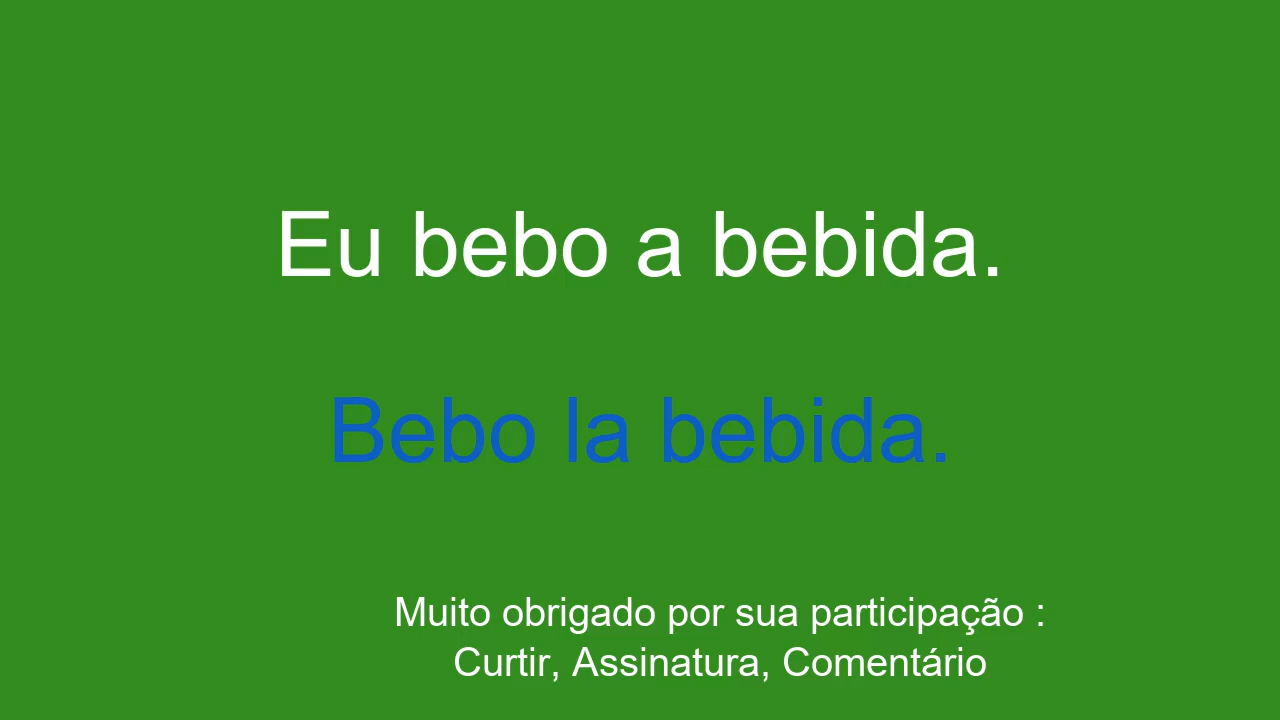 Eu bebo a bebida.
Bebo la bebida.
Muito obrigado por sua participação :
Curtir, Assinatura, Comentário